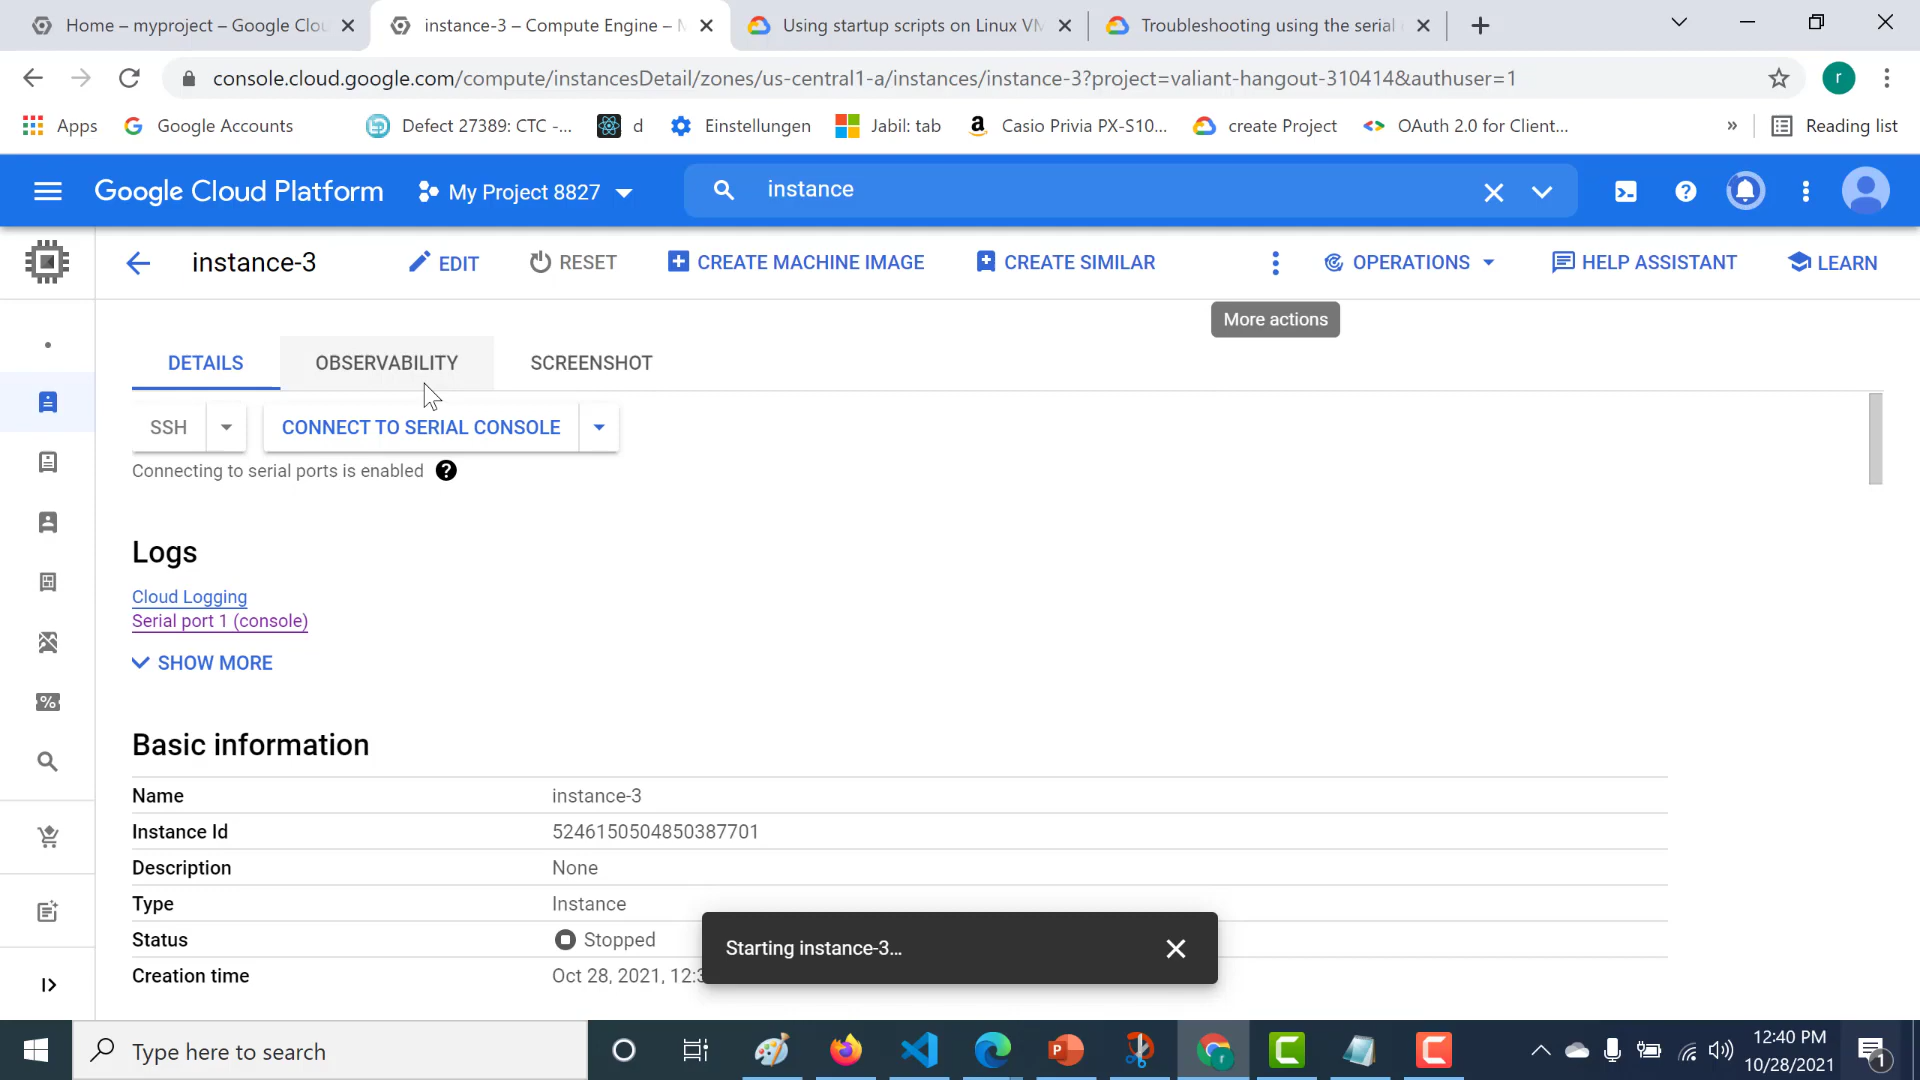 Home – myproject – Google Clou
instance-3 – Compute Engine – M
Using startup scripts on Linux VM
Troubleshooting using the serial
console.cloud.google.com/compute/instancesDetail/zones/us-central1-a/instances/instance-3?project=valiant-hangout-310414&authuser=1
r
Apps
Google Accounts
Defect 27389: CTC -...
d
Einstellungen
Jabil: tab
Casio Privia PX-S10...
create Project
OAuth 2.0 for Client...
»
Reading list
Google Cloud Platform
My Project 8827
instance
instance-3
EDIT
RESET
CREATE MACHINE IMAGE
CREATE SIMILAR
OPERATIONS
HELP ASSISTANT
LEARN
More actions
DETAILS
OBSERVABILITY
SCREENSHOT
SSH
CONNECT TO SERIAL CONSOLE
Connecting to serial ports is enabled
Logs
Cloud Logging
Serial port 1 (console)
SHOW MORE
Basic information
Name instance-3
Instance Id 5246150504850387701
Description None
Type Instance
Status Stopped
Creation time Oct 28, 2021, 12:3
Starting instance-3...
Type here to search
12:40 PM
10/28/2021
1